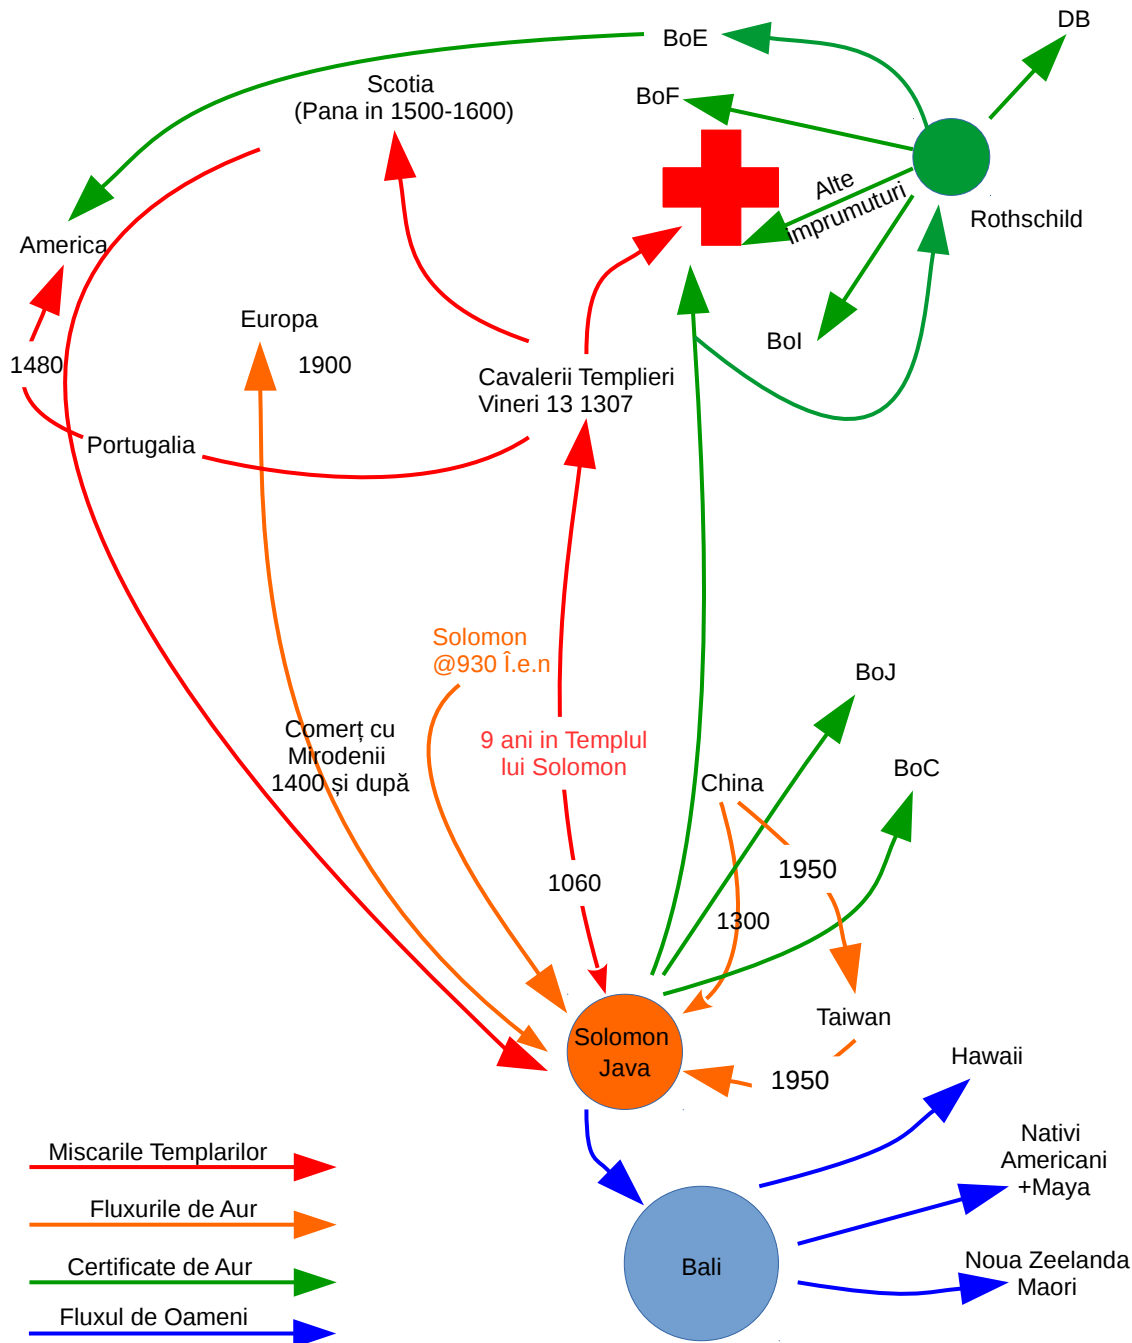 DB
BoE
Scotia
(Pana in 1500-1600)
BoF
Alte
imprumuturi
Rothschild
America
Europa
1900
BoI
1480
Cavalerii Templieri
Vineri 13 1307
Portugalia
Solomon
@930 Î.e.n
BoJ
Comerț cu
Mirodenii
1400 și după
9 ani in Templul
lui Solomon
China
BoC
1950
1060
1300
Taiwan
Solomon
Java
1950
Hawaii
Nativi
Americani
+Maya
Miscarile Templarilor
Fluxurile de Aur
Certificate de Aur
Fluxul de Oameni
Bali
Noua Zeelanda
Maori